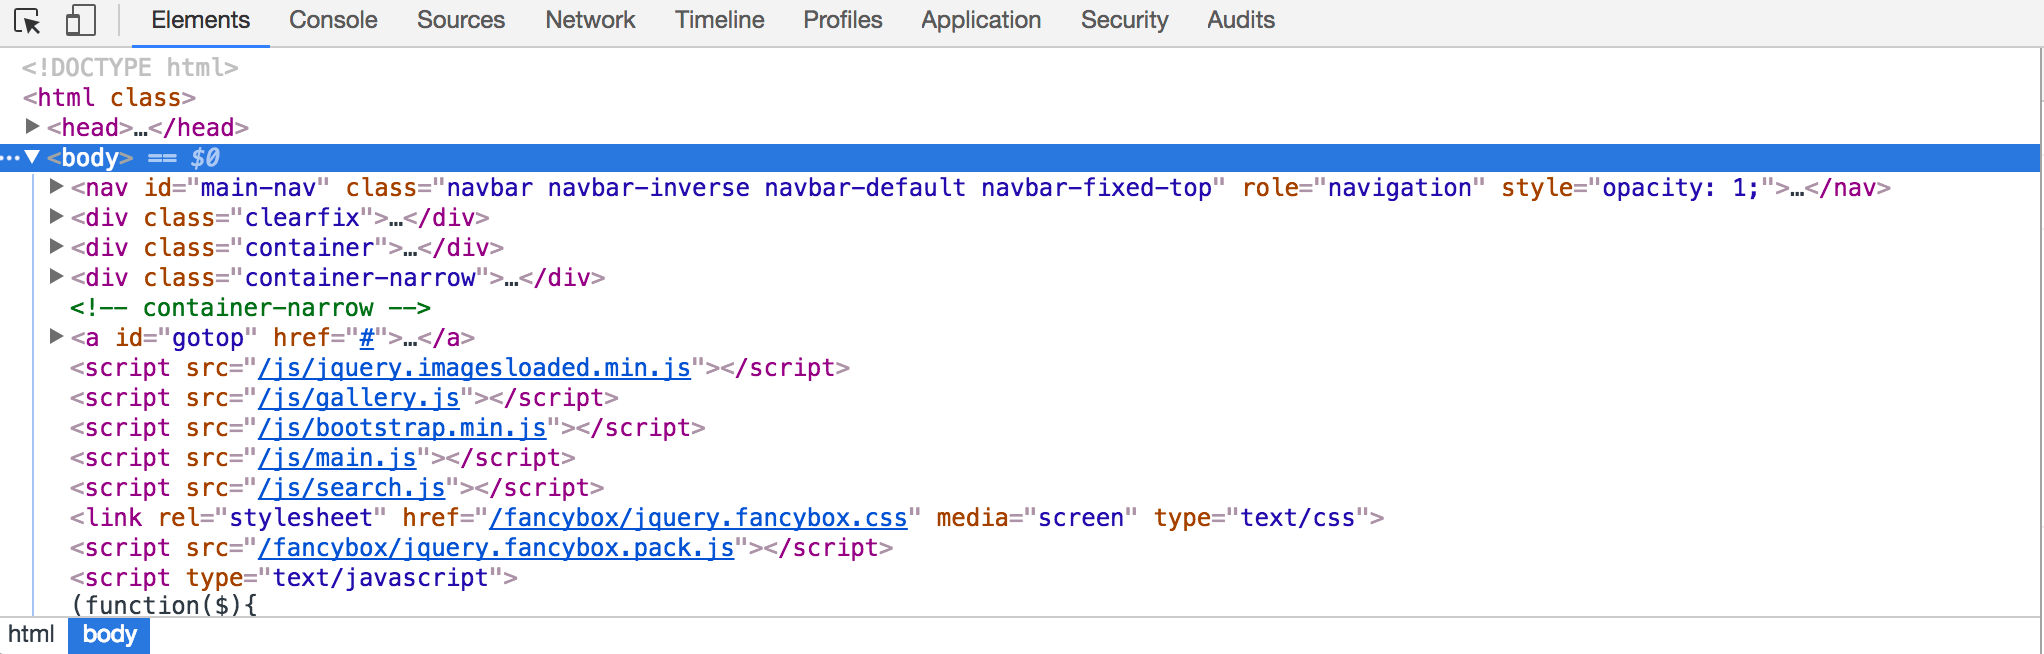 Elements Console Sources Network Timeline Profiles Application Security Audits
<!DOCTYPE html>
<html class>
<head>…</head>
<body> == $0
<nav id="main-nav" class="navbar navbar-inverse navbar-default navbar-fixed-top" role="navigation" style="opacity: 1;">…</nav>
<div class="clearfix">…</div>
<div class="container">…</div>
<div class="container-narrow">…</div>
<!-- container-narrow -->
<a id="gotop" href="#">…</a>
<script src="/js/jquery.imagesloaded.min.js"></script>
<script src="/js/gallery.js"></script>
<script src="/js/bootstrap.min.js"></script>
<script src="/js/main.js"></script>
<script src="/js/search.js"></script>
<link rel="stylesheet" href="/fancybox/jquery.fancybox.css" media="screen" type="text/css">
<script src="/fancybox/jquery.fancybox.pack.js"></script>
<script type="text/javascript">
(function($){
html body